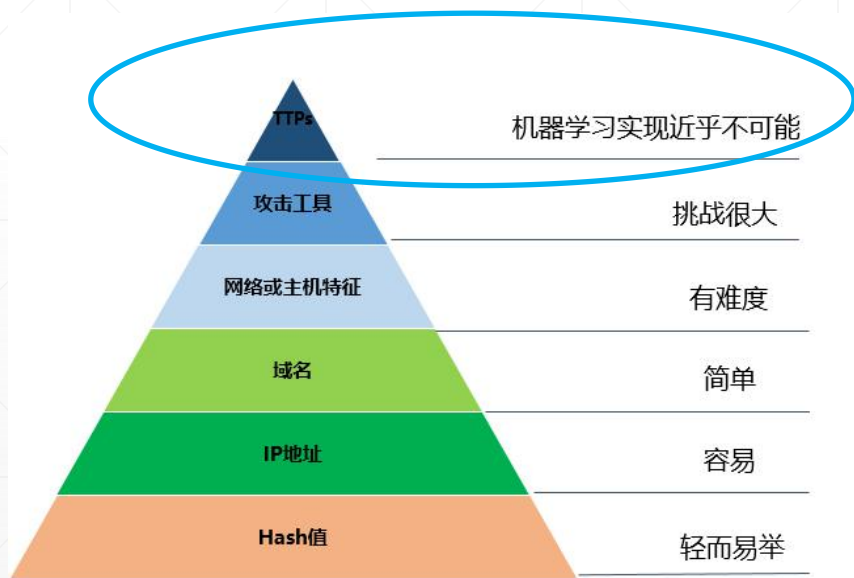 TTPs
机器学习实现近乎不可能
攻击工具
挑战很大
网络或主机特征
有难度
域名
简单
IP地址
容易
Hash值
轻而易举